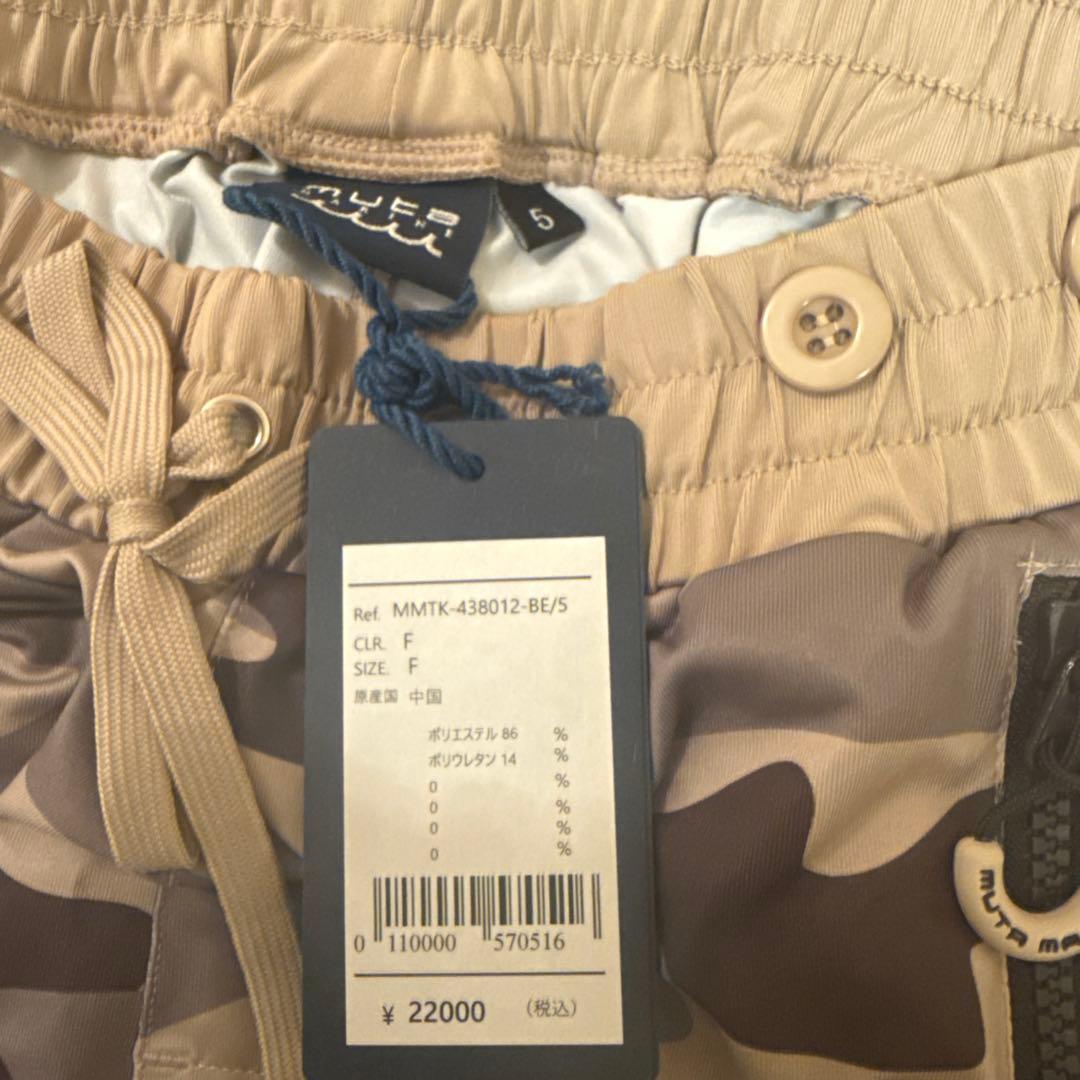 muta
MARINE
5
Ref. MMTK-438012-BE/5
CLR. F
SIZE. F
原産国 中国
ポリエステル 86 %
ポリウレタン 14 %
0 %
0 %
0 %
0 %
0 110000 570516
¥ 22000 (税込)
MUTA MA